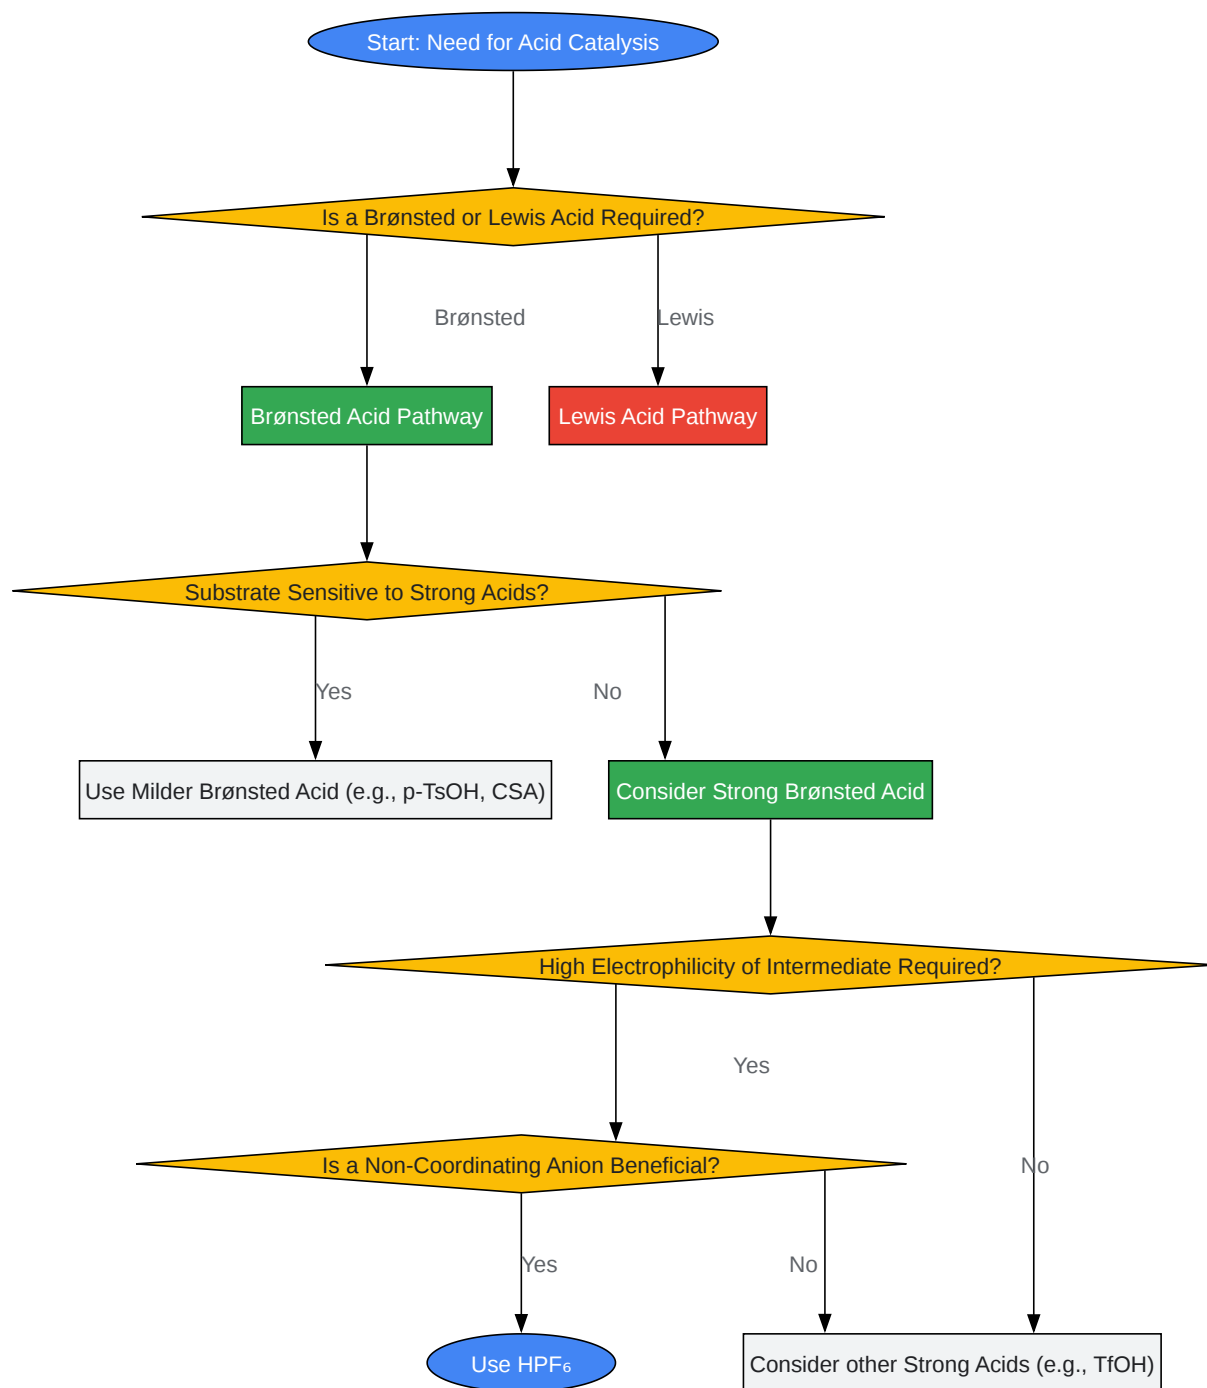 Start: Need for Acid Catalysis
Is a Brønsted or Lewis Acid Required?
Brønsted
Lewis
Brønsted Acid Pathway
Lewis Acid Pathway
Substrate Sensitive to Strong Acids?
Yes
No
Use Milder Brønsted Acid (e.g., p-TsOH, CSA)
Consider Strong Brønsted Acid
High Electrophilicity of Intermediate Required?
Yes
Is a Non-Coordinating Anion Beneficial?
No
Yes
No
Use HPF₆
Consider other Strong Acids (e.g., TfOH)